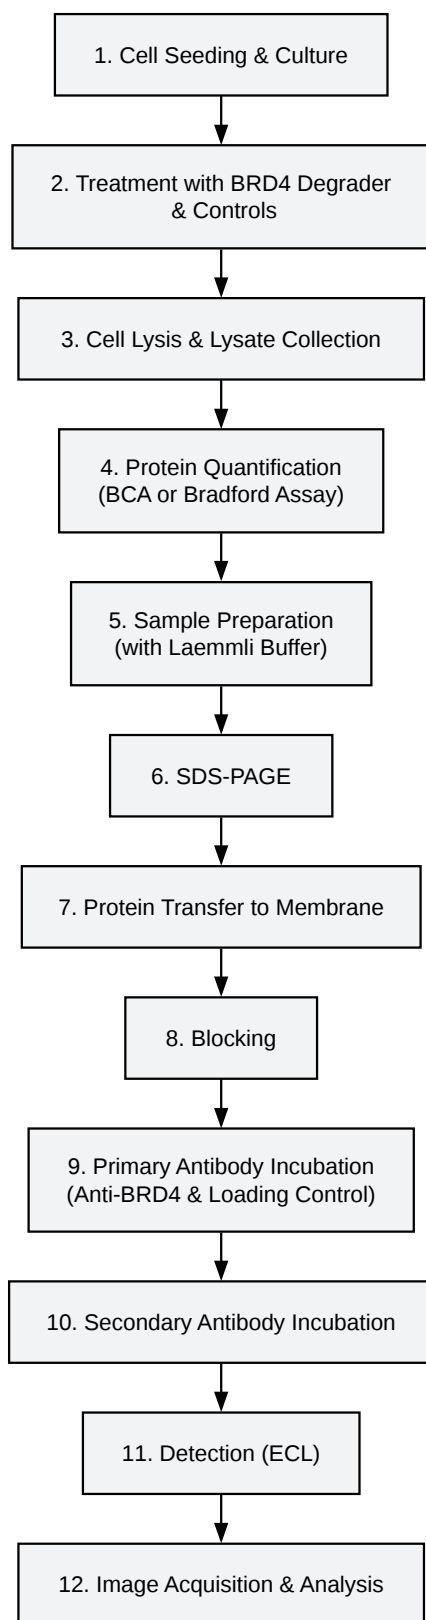 1. Cell Seeding & Culture
2. Treatment with BRD4 Degrader
& Controls
3. Cell Lysis & Lysate Collection
4. Protein Quantification
(BCA or Bradford Assay)
5. Sample Preparation
(with Laemmli Buffer)
6. SDS-PAGE
7. Protein Transfer to Membrane
8. Blocking
9. Primary Antibody Incubation
(Anti-BRD4 & Loading Control)
10. Secondary Antibody Incubation
11. Detection (ECL)
12. Image Acquisition & Analysis